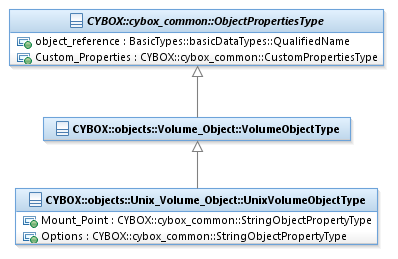 CYBOX::cybox_common::ObjectPropertiesType
object_reference : BasicTypes::basicDataTypes::QualifiedName
Custom_Properties : CYBOX::cybox_common::CustomPropertiesType
CYBOX::objects::Volume_Object::VolumeObjectType
CYBOX::objects::Unix_Volume_Object::UnixVolumeObjectType
Mount_Point : CYBOX::cybox_common::StringObjectPropertyType
Options : CYBOX::cybox_common::StringObjectPropertyType